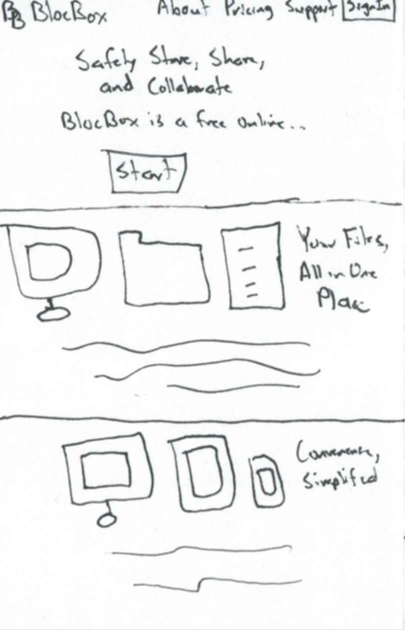 BB BlocBox About Pricing Support Sign In
Safely Store, Share,
and Collaborate
BlocBox is a free online...
Start
Your Files,
All in One
Place
Convenience,
Simplified